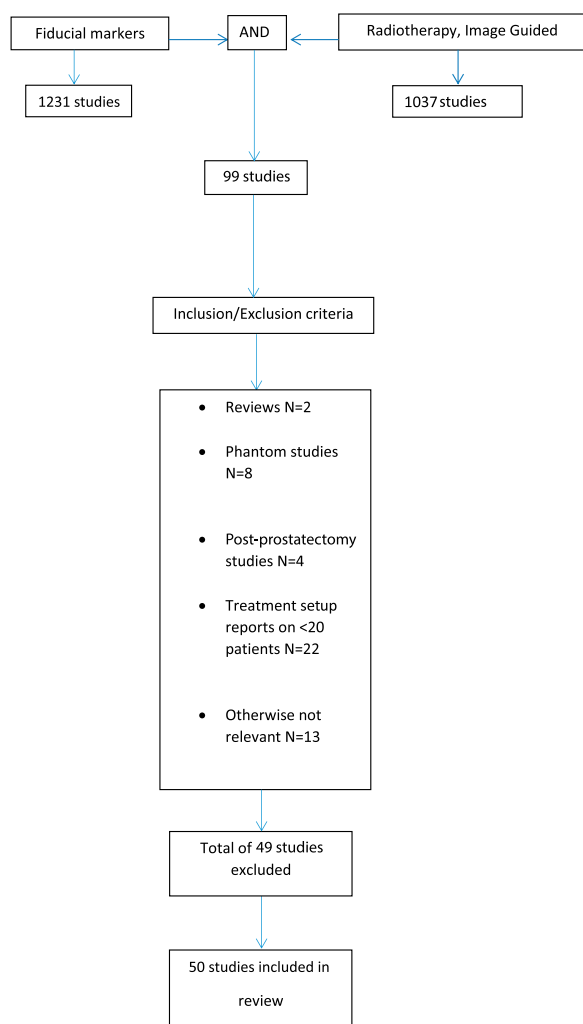 Fiducial markers
AND
Radiotherapy, Image Guided
1231 studies
1037 studies
99 studies
Inclusion/Exclusion criteria
• Reviews N=2
• Phantom studies
N=8
• Post-prostatectomy
studies N=4
• Treatment setup
reports on <20
patients N=22
• Otherwise not
relevant N=13
Total of 49 studies
excluded
50 studies included in
review